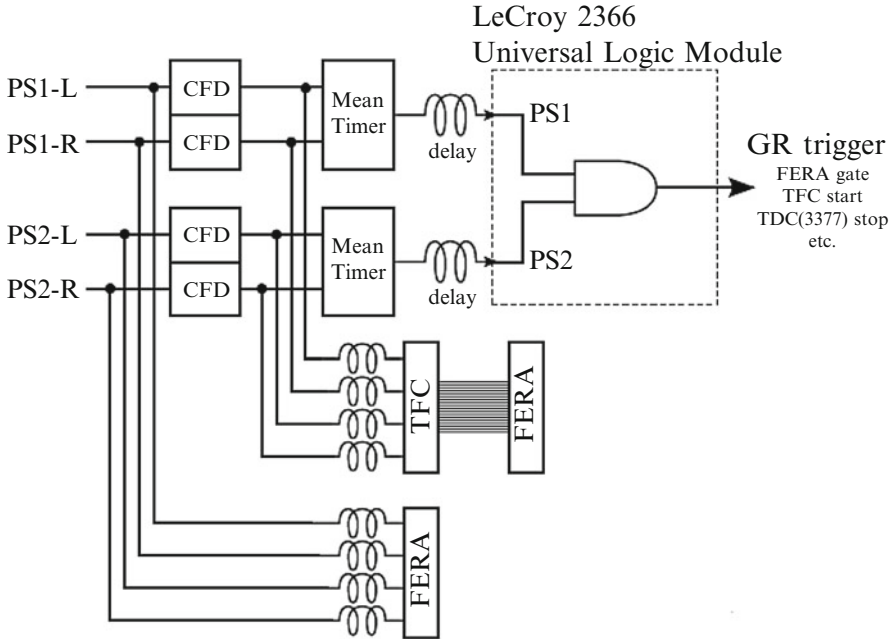 LeCroy 2366
Universal Logic Module
PS1-L
CFD
Mean
Timer
delay
PS1
PS1-R
CFD
GR trigger
FERA gate
TFC start
TDC(3377) stop
etc.
PS2-L
CFD
Mean
Timer
delay
PS2
PS2-R
CFD
TFC
FERA
FERA